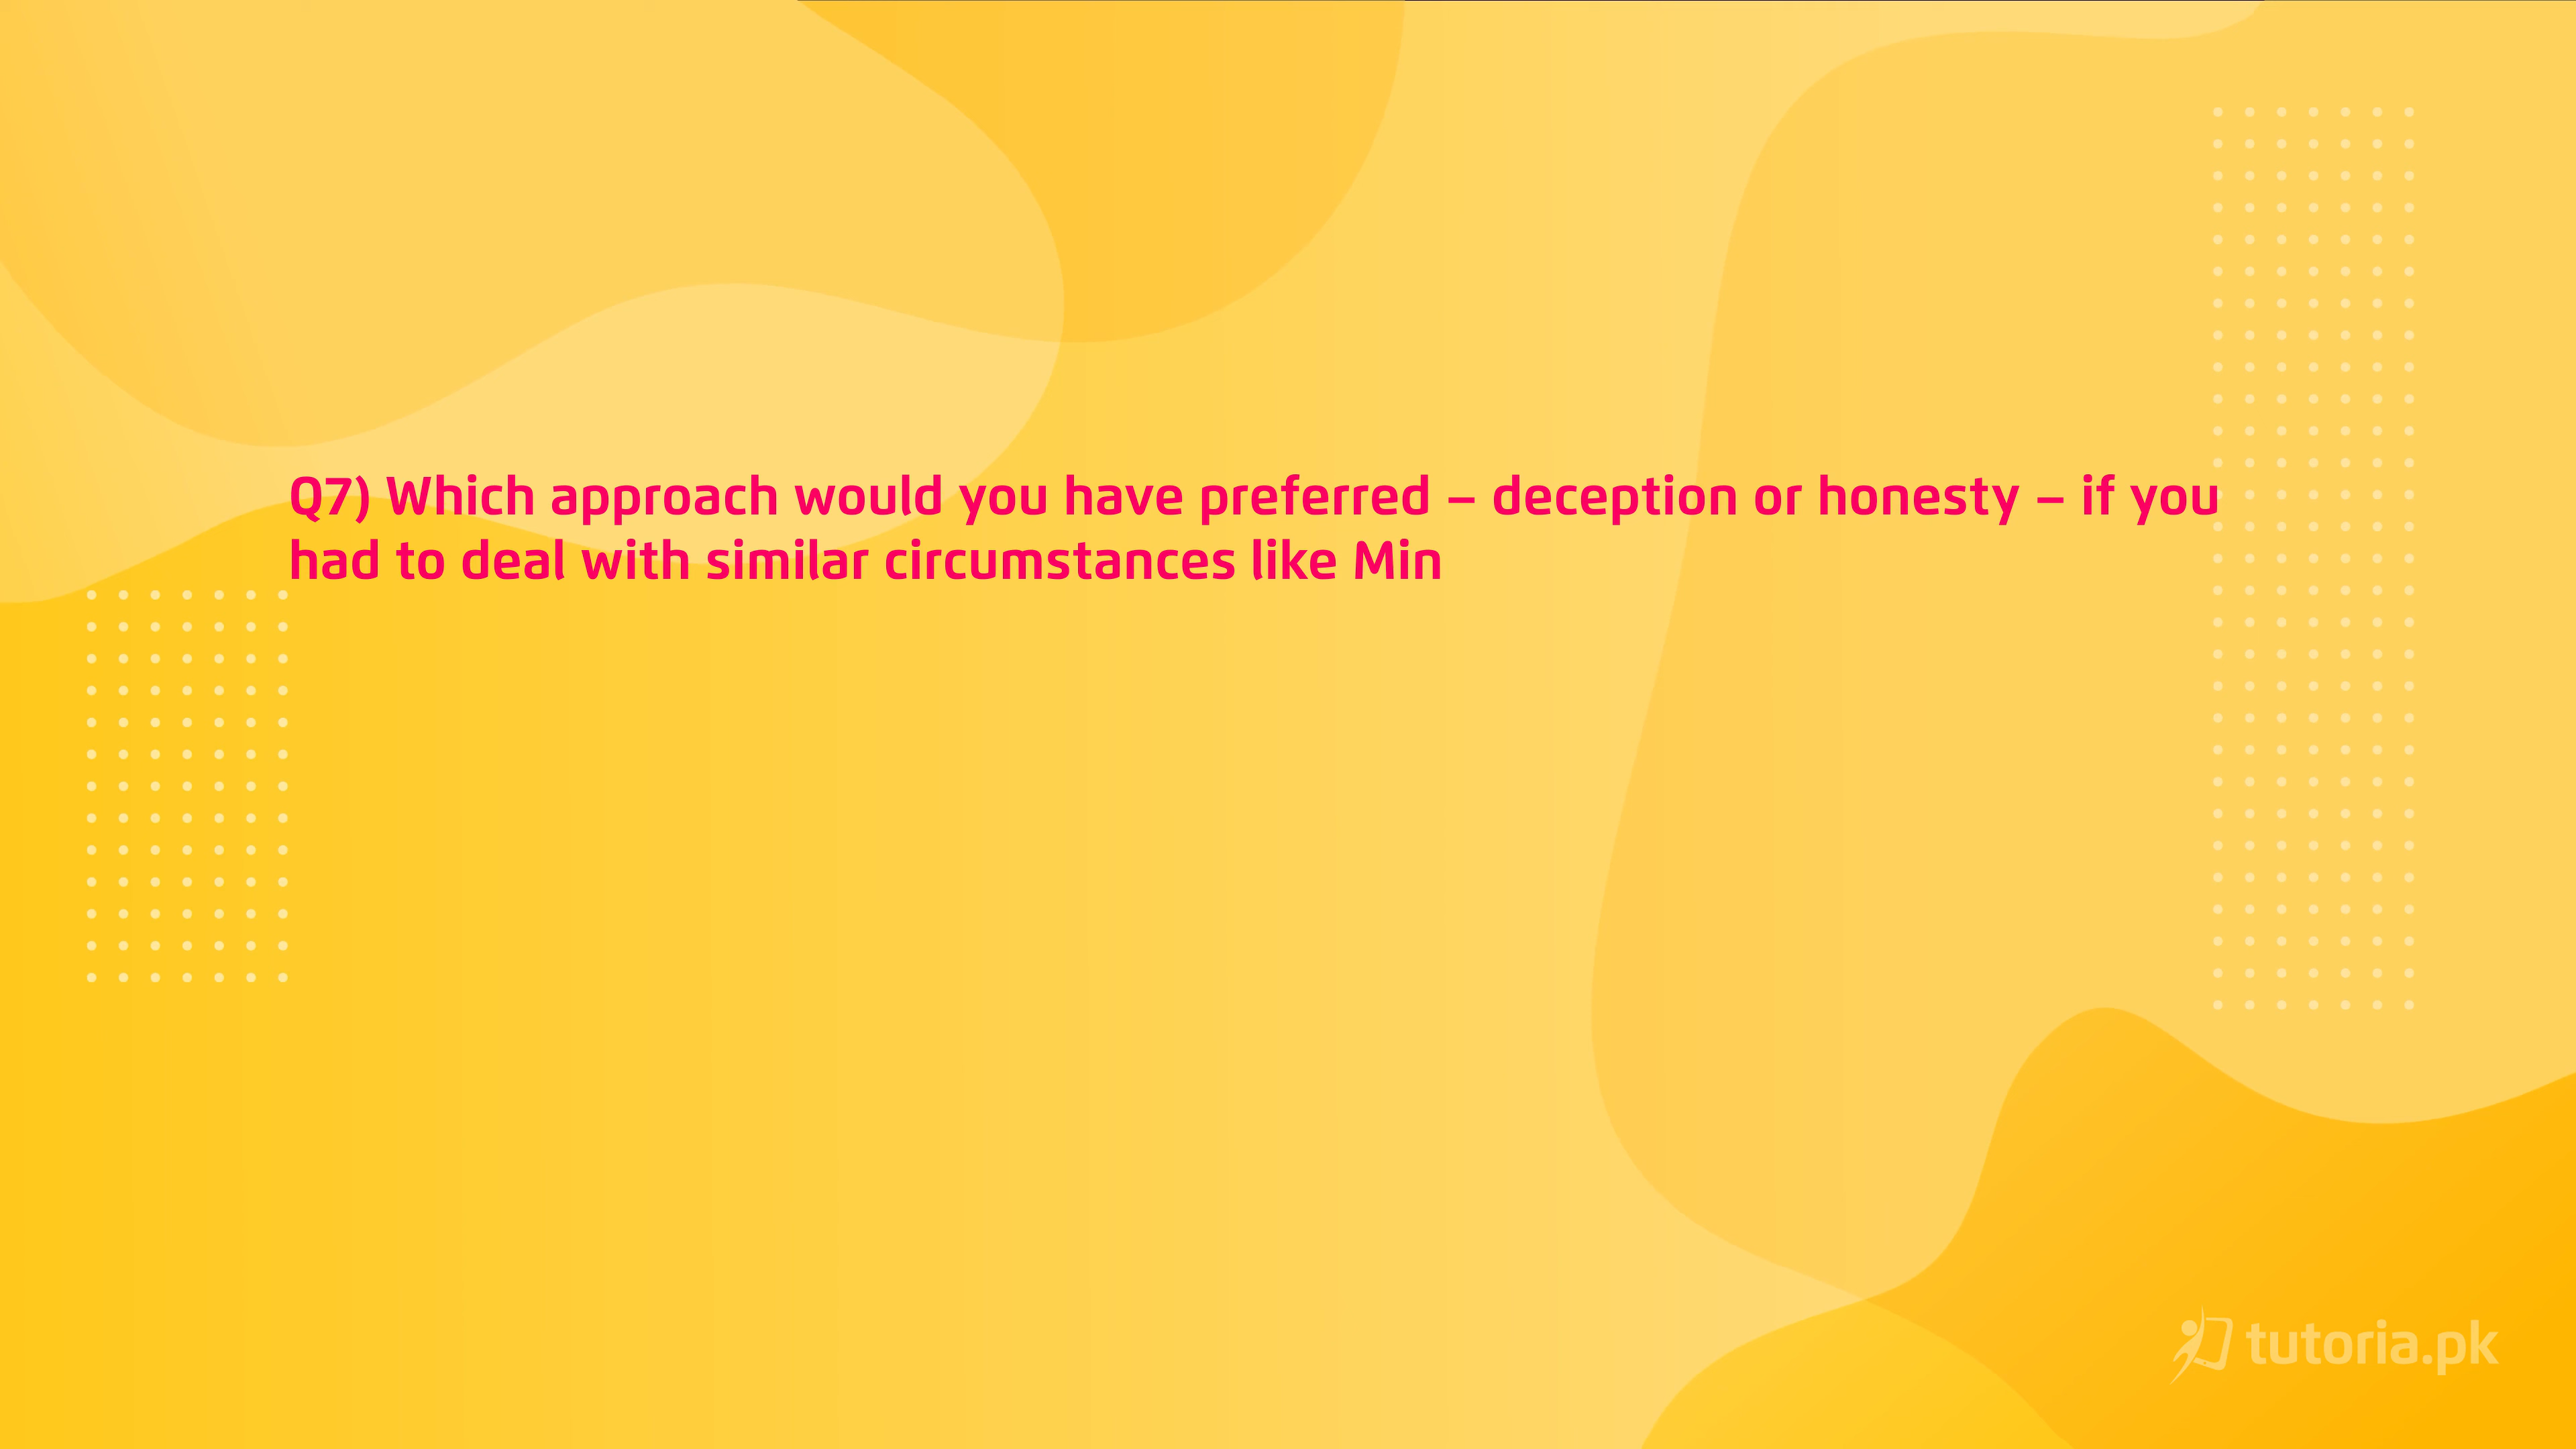 Q7) Which approach would you have preferred – deception or honesty – if you
had to deal with similar circumstances like Min
tutoria.pk